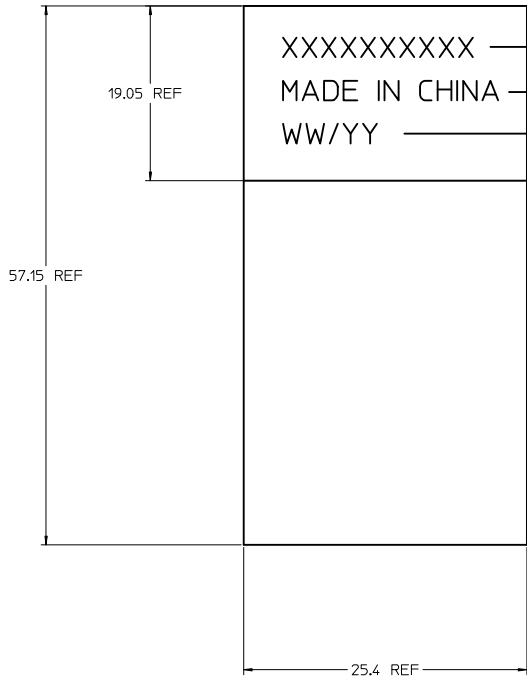 XXXXXXXXXX
MADE IN CHINA
WW/YY
19.05 REF
57.15 REF
25.4 REF